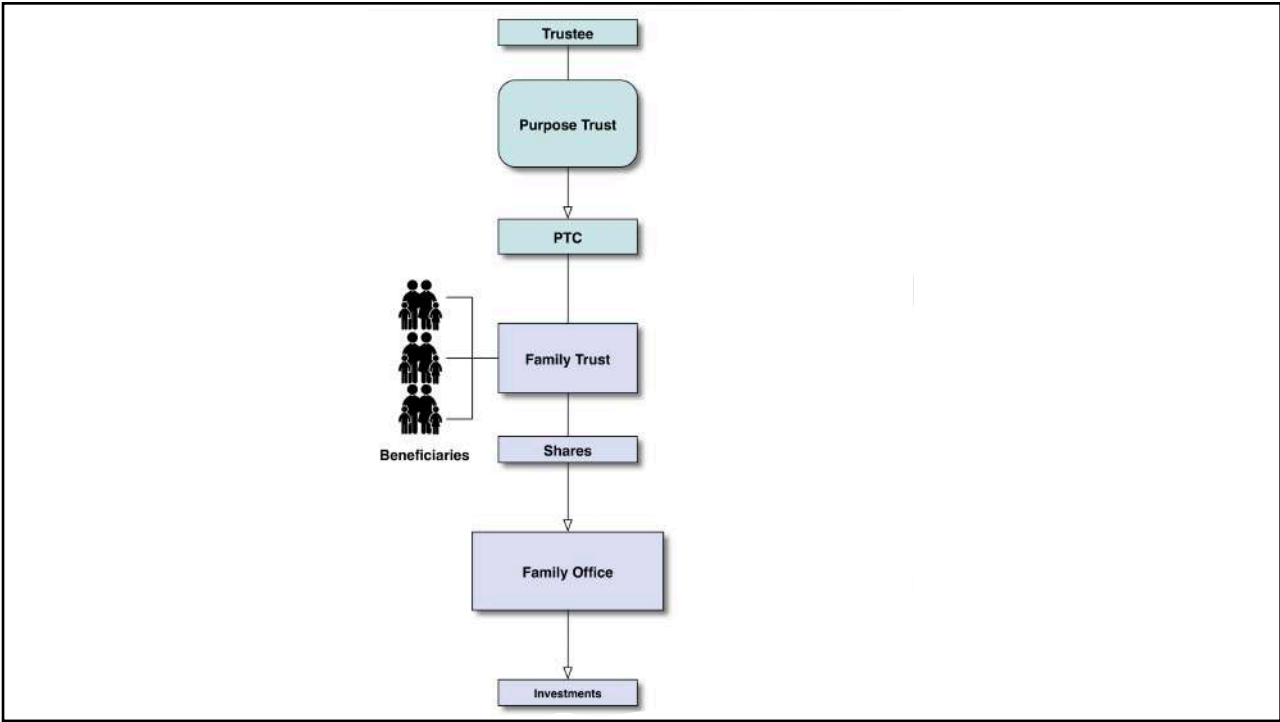 Trustee
Purpose Trust
PTC
Family Trust
Beneficiaries
Shares
Family Office
Investments